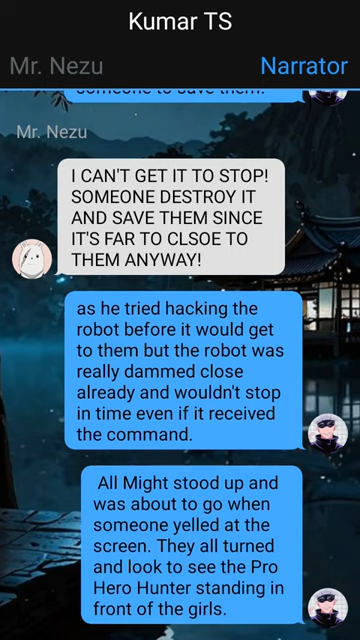 Kumar TS
Mr. Nezu
Narrator
someone to save them.
Mr. Nezu
I CAN'T GET IT TO STOP!
SOMEONE DESTROY IT
AND SAVE THEM SINCE
IT'S FAR TO CLSOE TO
THEM ANYWAY!
as he tried hacking the
robot before it would get
to them but the robot was
really dammed close
already and wouldn't stop
in time even if it received
the command.
All Might stood up and
was about to go when
someone yelled at the
screen. They all turned
and look to see the Pro
Hero Hunter standing in
front of the girls.